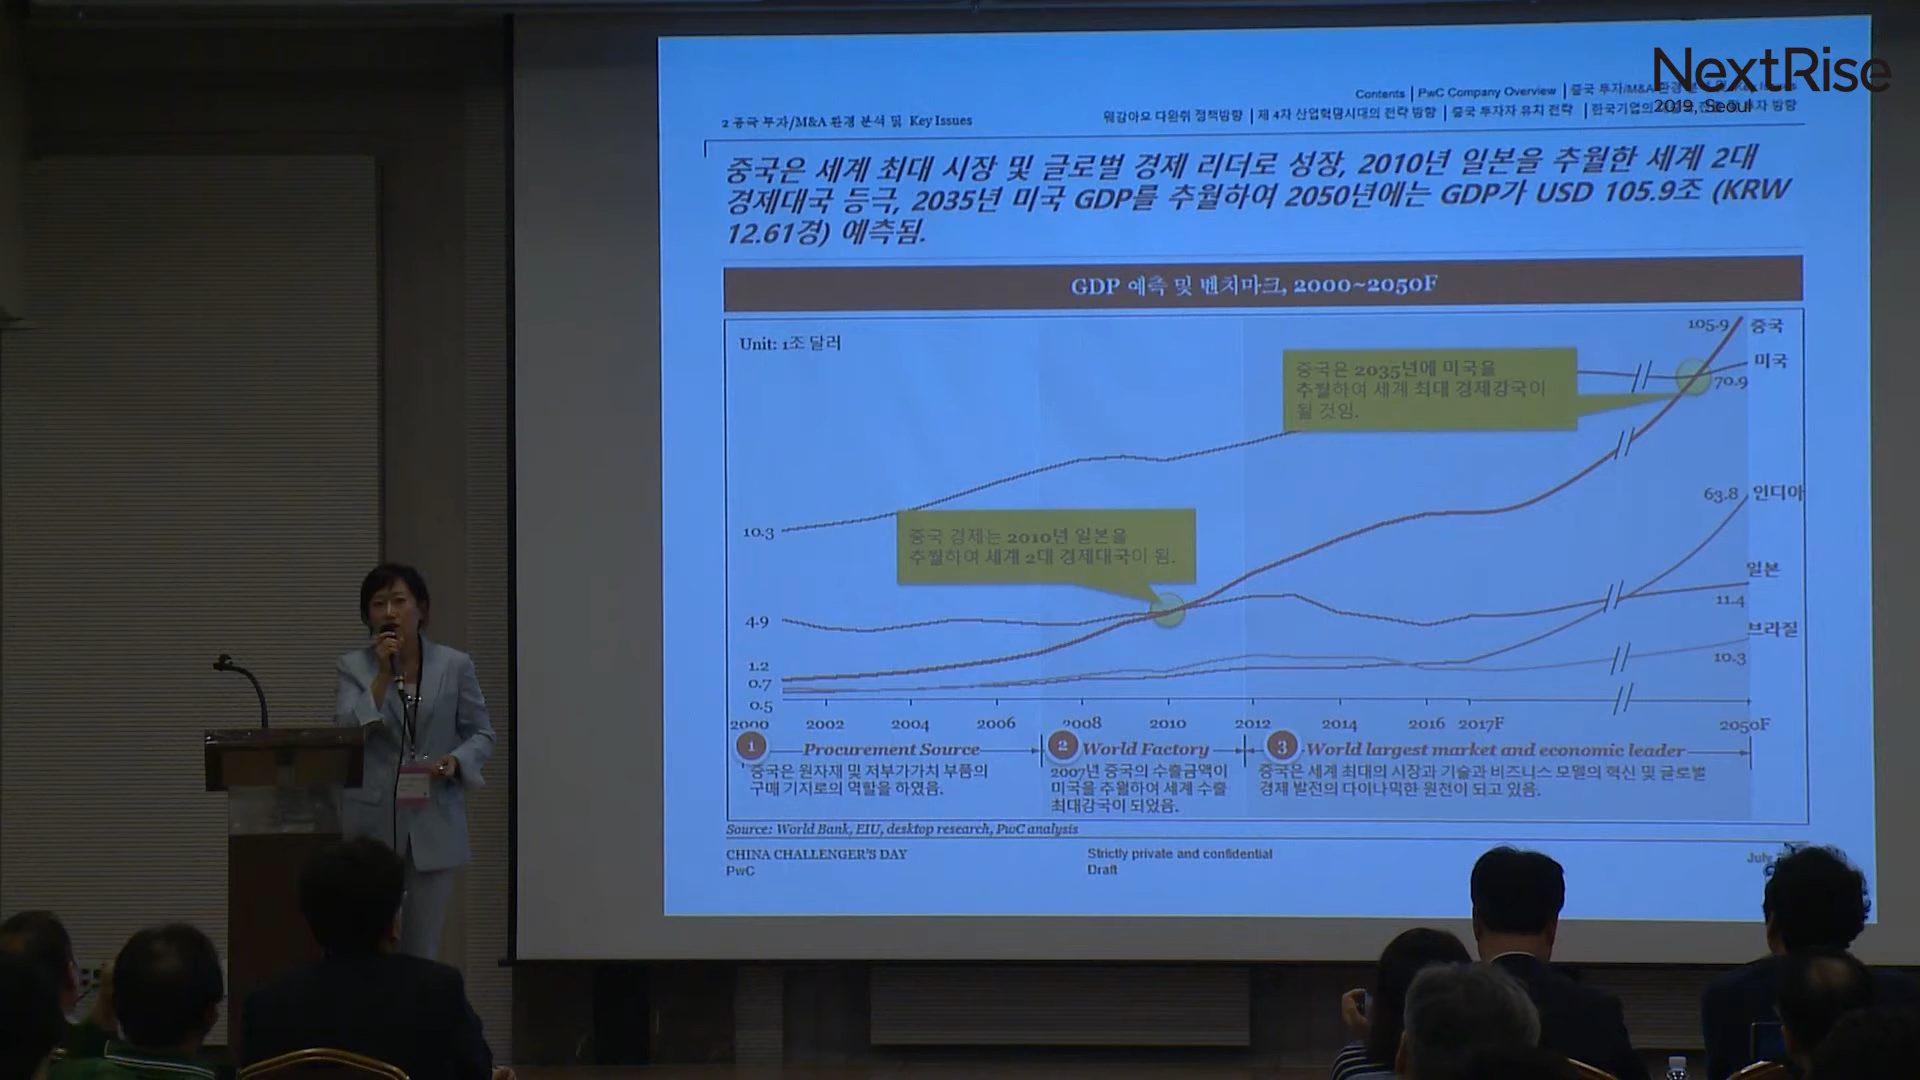 NextRise
2019, Seoul
Contents | PwC Company Overview | 중국 투자/M&A 환경
2 중국 투자/M&A 환경 분석 및 Key Issues
정책방향 | 제 4차 산업혁명시대의 전략 방향 | 중국 투자자 유치 전략 | 한국기업의 투자 방향
중국은 세계 최대 시장 및 글로벌 경제 리더로 성장, 2010년 일본을 추월한 세계 2대
경제대국 등극, 2035년 미국 GDP를 추월하여 2050년에는 GDP가 USD 105.9조 (KRW
12.61경) 예측됨.
GDP 예측 및 벤치마크, 2000~2050F
Unit: 1조 달러
105.9 중국
미국
70.9
중국은 2035년에 미국을
추월하여 세계 최대 경제강국이
될 것임.
63.8 인디아
10.3
중국 경제는 2010년 일본을
추월하여 세계 2대 경제대국이 됨.
일본
11.4
4.9
브라질
10.3
1.2
0.7
0.5
2000 2002 2004 2006 2008 2010 2012 2014 2016 2017F 2050F
1 Procurement Source
중국은 원자재 및 저부가가치 부품의
구매 기지로의 역할을 하였음.
2 World Factory
2007년 중국의 수출금액이
미국을 추월하여 세계 수출
최대강국이 되었음.
3 World largest market and economic leader
중국은 세계 최대의 시장과 기술과 비즈니스 모델의 혁신 및 글로벌
경제 발전의 다이나믹한 원천이 되고 있음.
Source: World Bank, EIU, desktop research, PwC analysis
CHINA CHALLENGER'S DAY
PwC
Strictly private and confidential
Draft
July